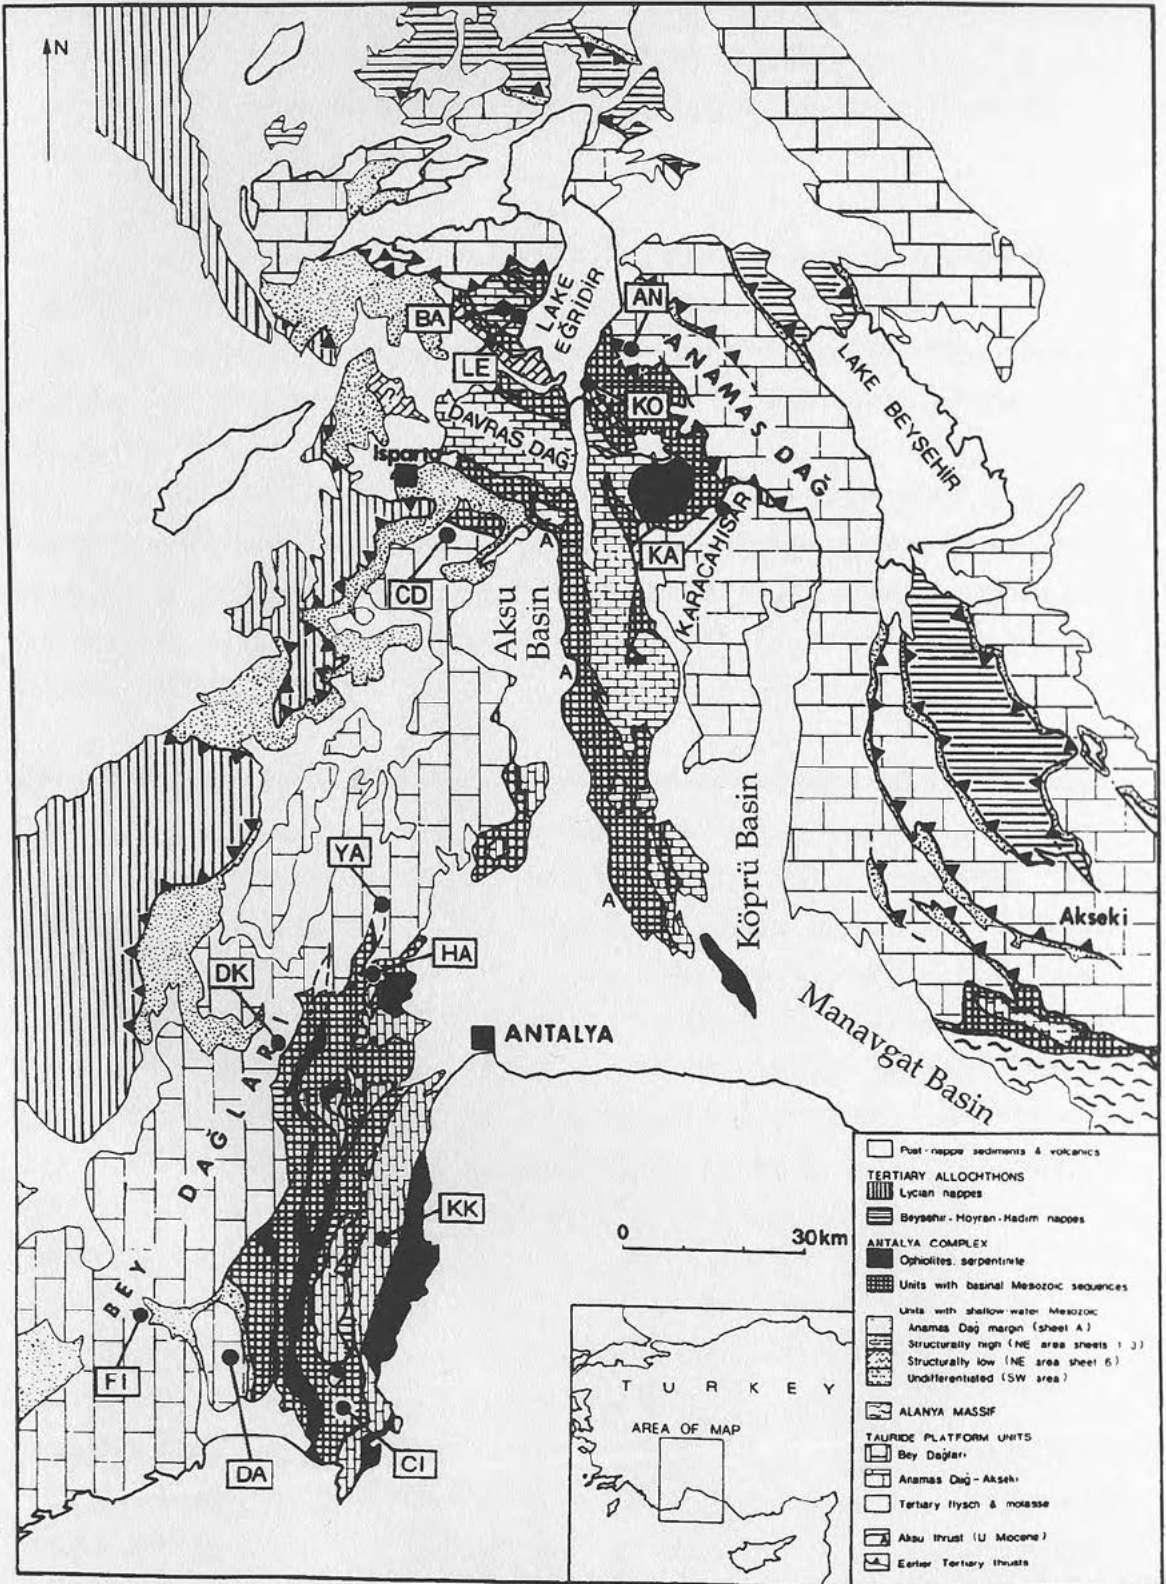 N
LAKE
EĞRIDIR
AN
BA
LE
ANAMAS DAĞ
LAKE BEYSEHIR
KO
DAVRAS DAĞ
Isparta
KA
KARACAHISAR
A
CD
Aksu
Basin
A
YA
Köprü Basin
A
Akseki
HA
DK
ANTALYA
Manavgat Basin
BEY DAĞLARI
KK
0 30km
FI
DA
CI
TURKEY
AREA OF MAP
Post-nappe sediments & volcanics
TERTIARY ALLOCHTHONS
Lycian nappes
Beysehir-Hoyran-Hadim nappes
ANTALYA COMPLEX
Ophiolites, serpentinite
Units with basinal Mesozoic sequences
Units with shallow-water Mesozoic
Anamas Dağ margin (sheet A)
Structurally high (NE area sheets 1 3)
Structurally low (NE area sheet 6)
Undifferentiated (SW area)
ALANYA MASSIF
TAURIDE PLATFORM UNITS
Bey Dağları
Anamas Dağ-Akseki
Tertiary flysch & molasse
A
Aksu thrust (U Miocene)
Earlier Tertiary thrusts